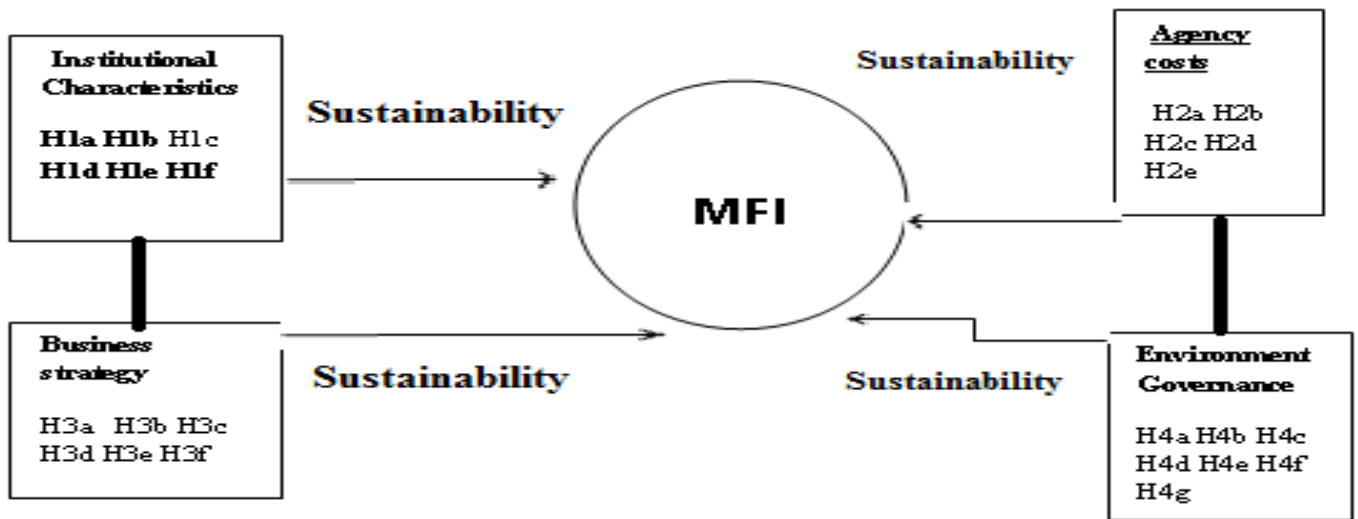 Institutional
Characteristics
H1a H1b H1c
H1d H1e H1f
Sustainability
MFI
Sustainability
Agency
costs
H2a H2b
H2c H2d
H2e
Business
strategy
H3a H3b H3c
H3d H3e H3f
Sustainability
Sustainability
Environment
Governance
H4a H4b H4c
H4d H4e H4f
H4g